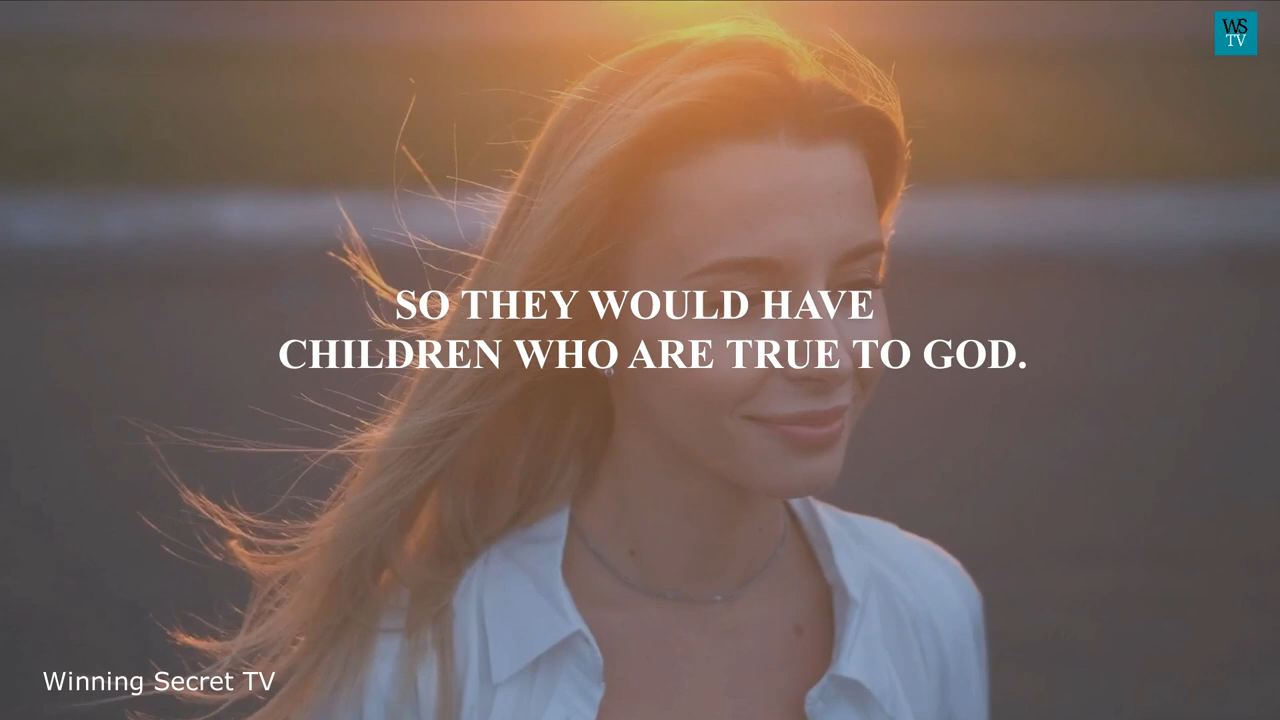 WS
TV
SO THEY WOULD HAVE
CHILDREN WHO ARE TRUE TO GOD.
Winning Secret TV